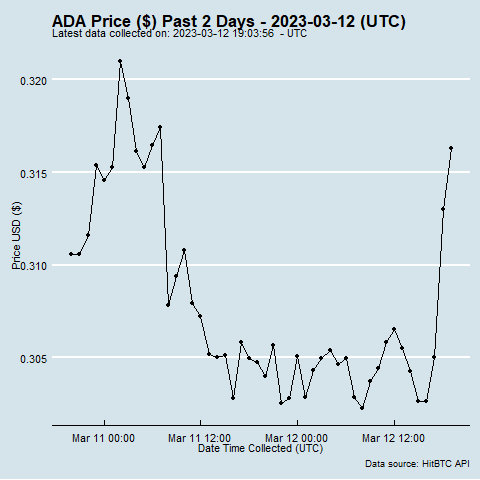 ADA Price ($) Past 2 Days - 2023-03-12 (UTC)
Latest data collected on: 2023-03-12 19:03:56  - UTC
0.320
0.315
0.310
0.305
Price USD ($)
Mar 11 00:00 Mar 11 12:00 Mar 12 00:00 Mar 12 12:00
Date Time Collected (UTC)
Data source: HitBTC API